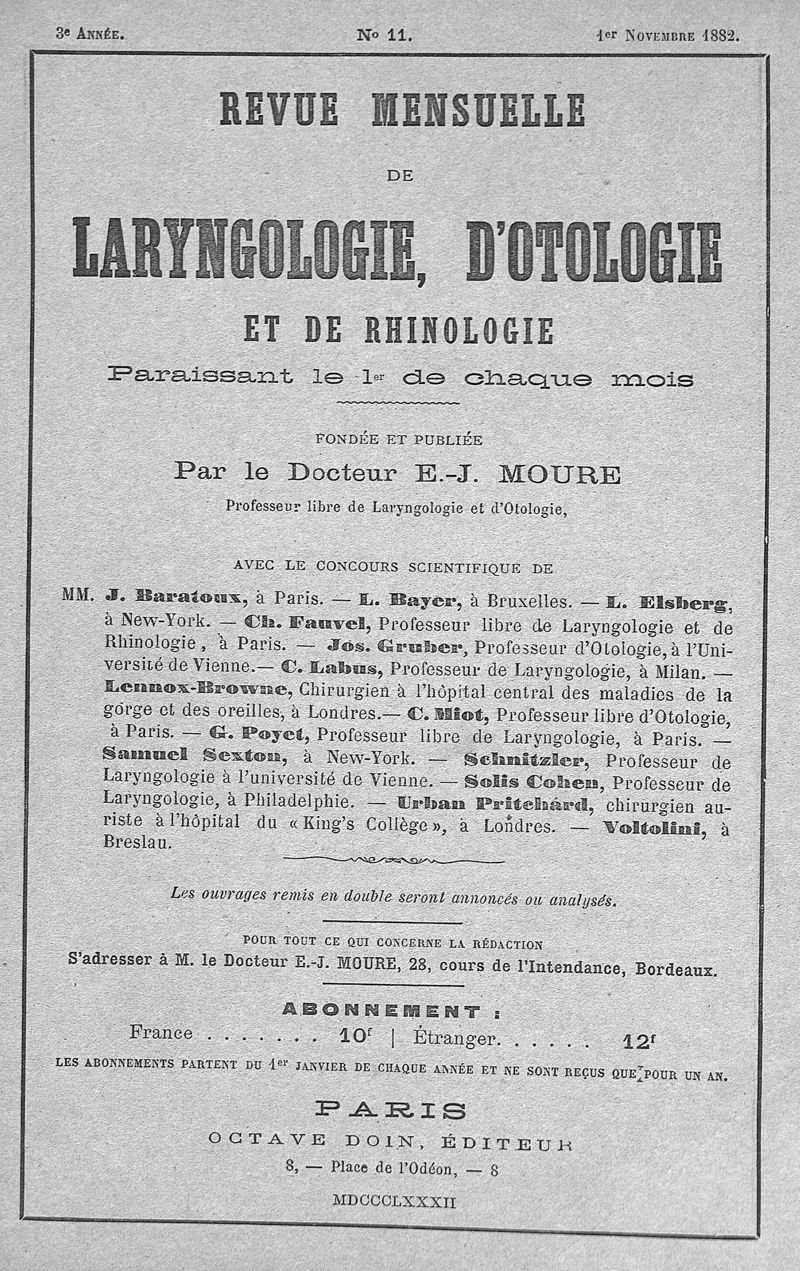 3e ANNÉE.
No 11.
1er NOVEMBRE 1882.
REVUE MENSUELLE
DE
LARYNGOLOGIE, D'OTOLOGIE
ET DE RHINOLOGIE
Paraissant le 1er de chaque mois
FONDÉE ET PUBLIÉE
Par le Docteur E.-J. MOURE
Professeur libre de Laryngologie et d'Otologie,
AVEC LE CONCOURS SCIENTIFIQUE DE
MM. J. Baratoux, à Paris. — L. Bayer, à Bruxelles. — L. Elsberg,
à New-York. — Ch. Fauvel, Professeur libre de Laryngologie et de
Rhinologie, à Paris. — Jos. Gruber, Professeur d'Otologie, à l'Uni-
versité de Vienne.— C. Labus, Professeur de Laryngologie, à Milan. —
Lennox-Browne, Chirurgien à l'hôpital central des maladies de la
gorge et des oreilles, à Londres.— C. Miot, Professeur libre d'Otologie,
à Paris. — G. Poyet, Professeur libre de Laryngologie, à Paris. —
Samuel Sexton, à New-York. — Schnitzler, Professeur de
Laryngologie à l'université de Vienne. — Solis Cohen, Professeur de
Laryngologie, à Philadelphie. — Urban Pritchard, chirurgien au-
riste à l'hôpital du «King's Collège», à Londres. — Voltolini, à
Breslau.
Les ouvrages remis en double seront annoncés ou analysés.
POUR TOUT CE QUI CONCERNE LA RÉDACTION
S'adresser à M. le Docteur E.-J. MOURE, 28, cours de l'Intendance, Bordeaux.
ABONNEMENT :
France . . . . . . . 10f | Étranger. . . . . . 12f
LES ABONNEMENTS PARTENT DU 1er JANVIER DE CHAQUE ANNÉE ET NE SONT REÇUS QUE POUR UN AN.
PARIS
OCTAVE DOIN, ÉDITEUR
8, — Place de l'Odéon, — 8
MDCCCLXXXII